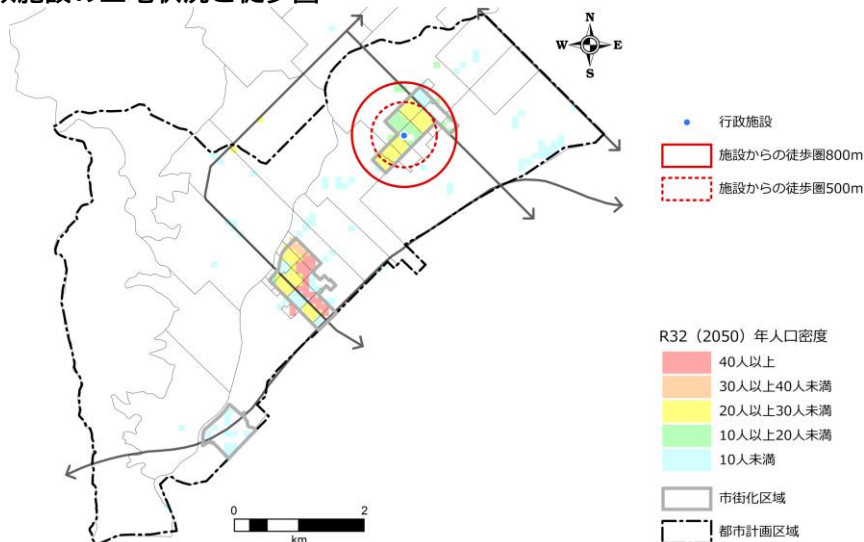 施設の立地状況と徒歩圏
N
W
E
S
行政施設
施設からの徒歩圏800m
施設からの徒歩圏500m
R32（2050）年人口密度
40人以上
30人以上40人未満
20人以上30人未満
10人以上20人未満
10人未満
市街化区域
都市計画区域
0
2
km